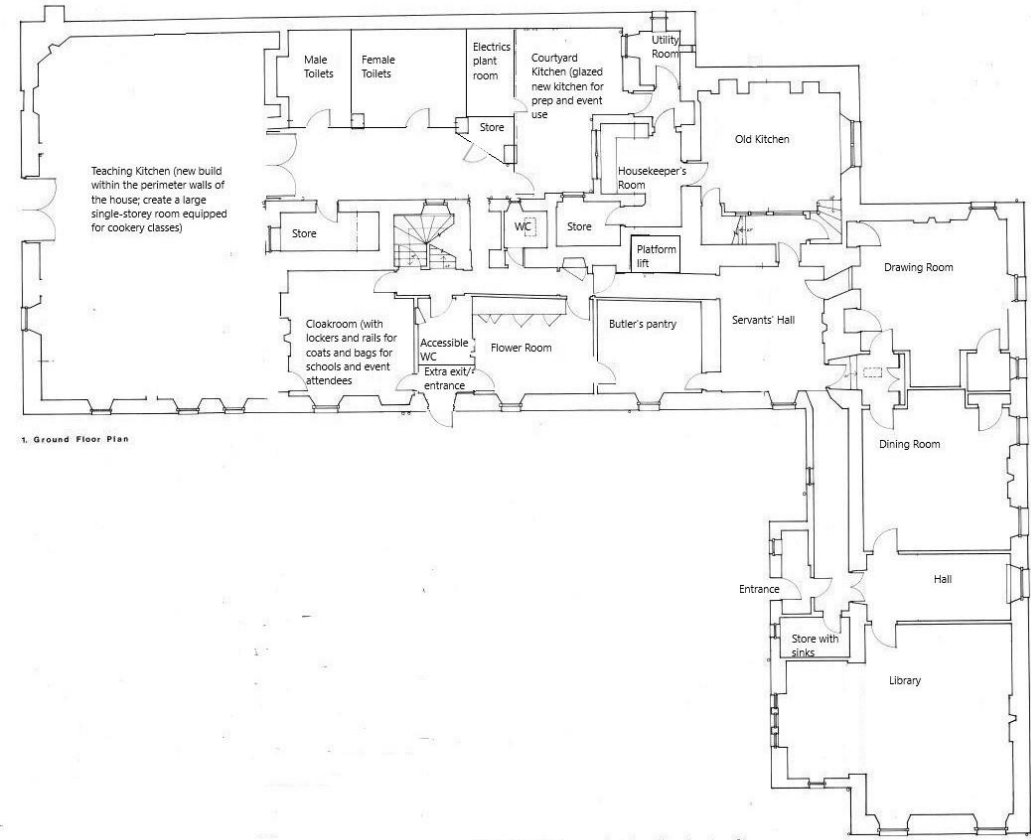 Male
Toilets
Female
Toilets
Electrics
plant
room
Courtyard
Kitchen (glazed
new kitchen for
prep and event
use
Utility
Room
Store
Old Kitchen
Teaching Kitchen (new build
within the perimeter walls of
the house; create a large
single-storey room equipped
for cookery classes)
Housekeeper's
Room
Store
WC
Store
Platform
lift
Drawing Room
Cloakroom (with
lockers and rails for
coats and bags for
schools and event
attendees
Accessible
WC
Extra exit/
entrance
Flower Room
Butler's pantry
Servants' Hall
1. Ground Floor Plan
Dining Room
Entrance
Hall
Store with
sinks
Library